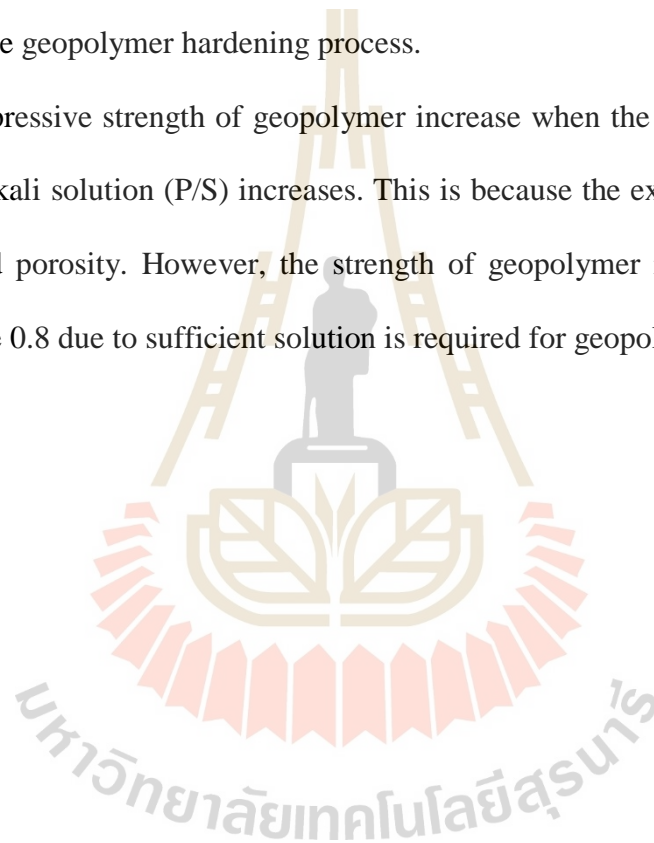 e geopolymer hardening process.
pressive strength of geopolymer increase when the
kali solution (P/S) increases. This is because the ex
porosity. However, the strength of geopolymer
0.8 due to sufficient solution is required for geopol
มหาวิทยาลัยเทคโนโลยีสุรนารี